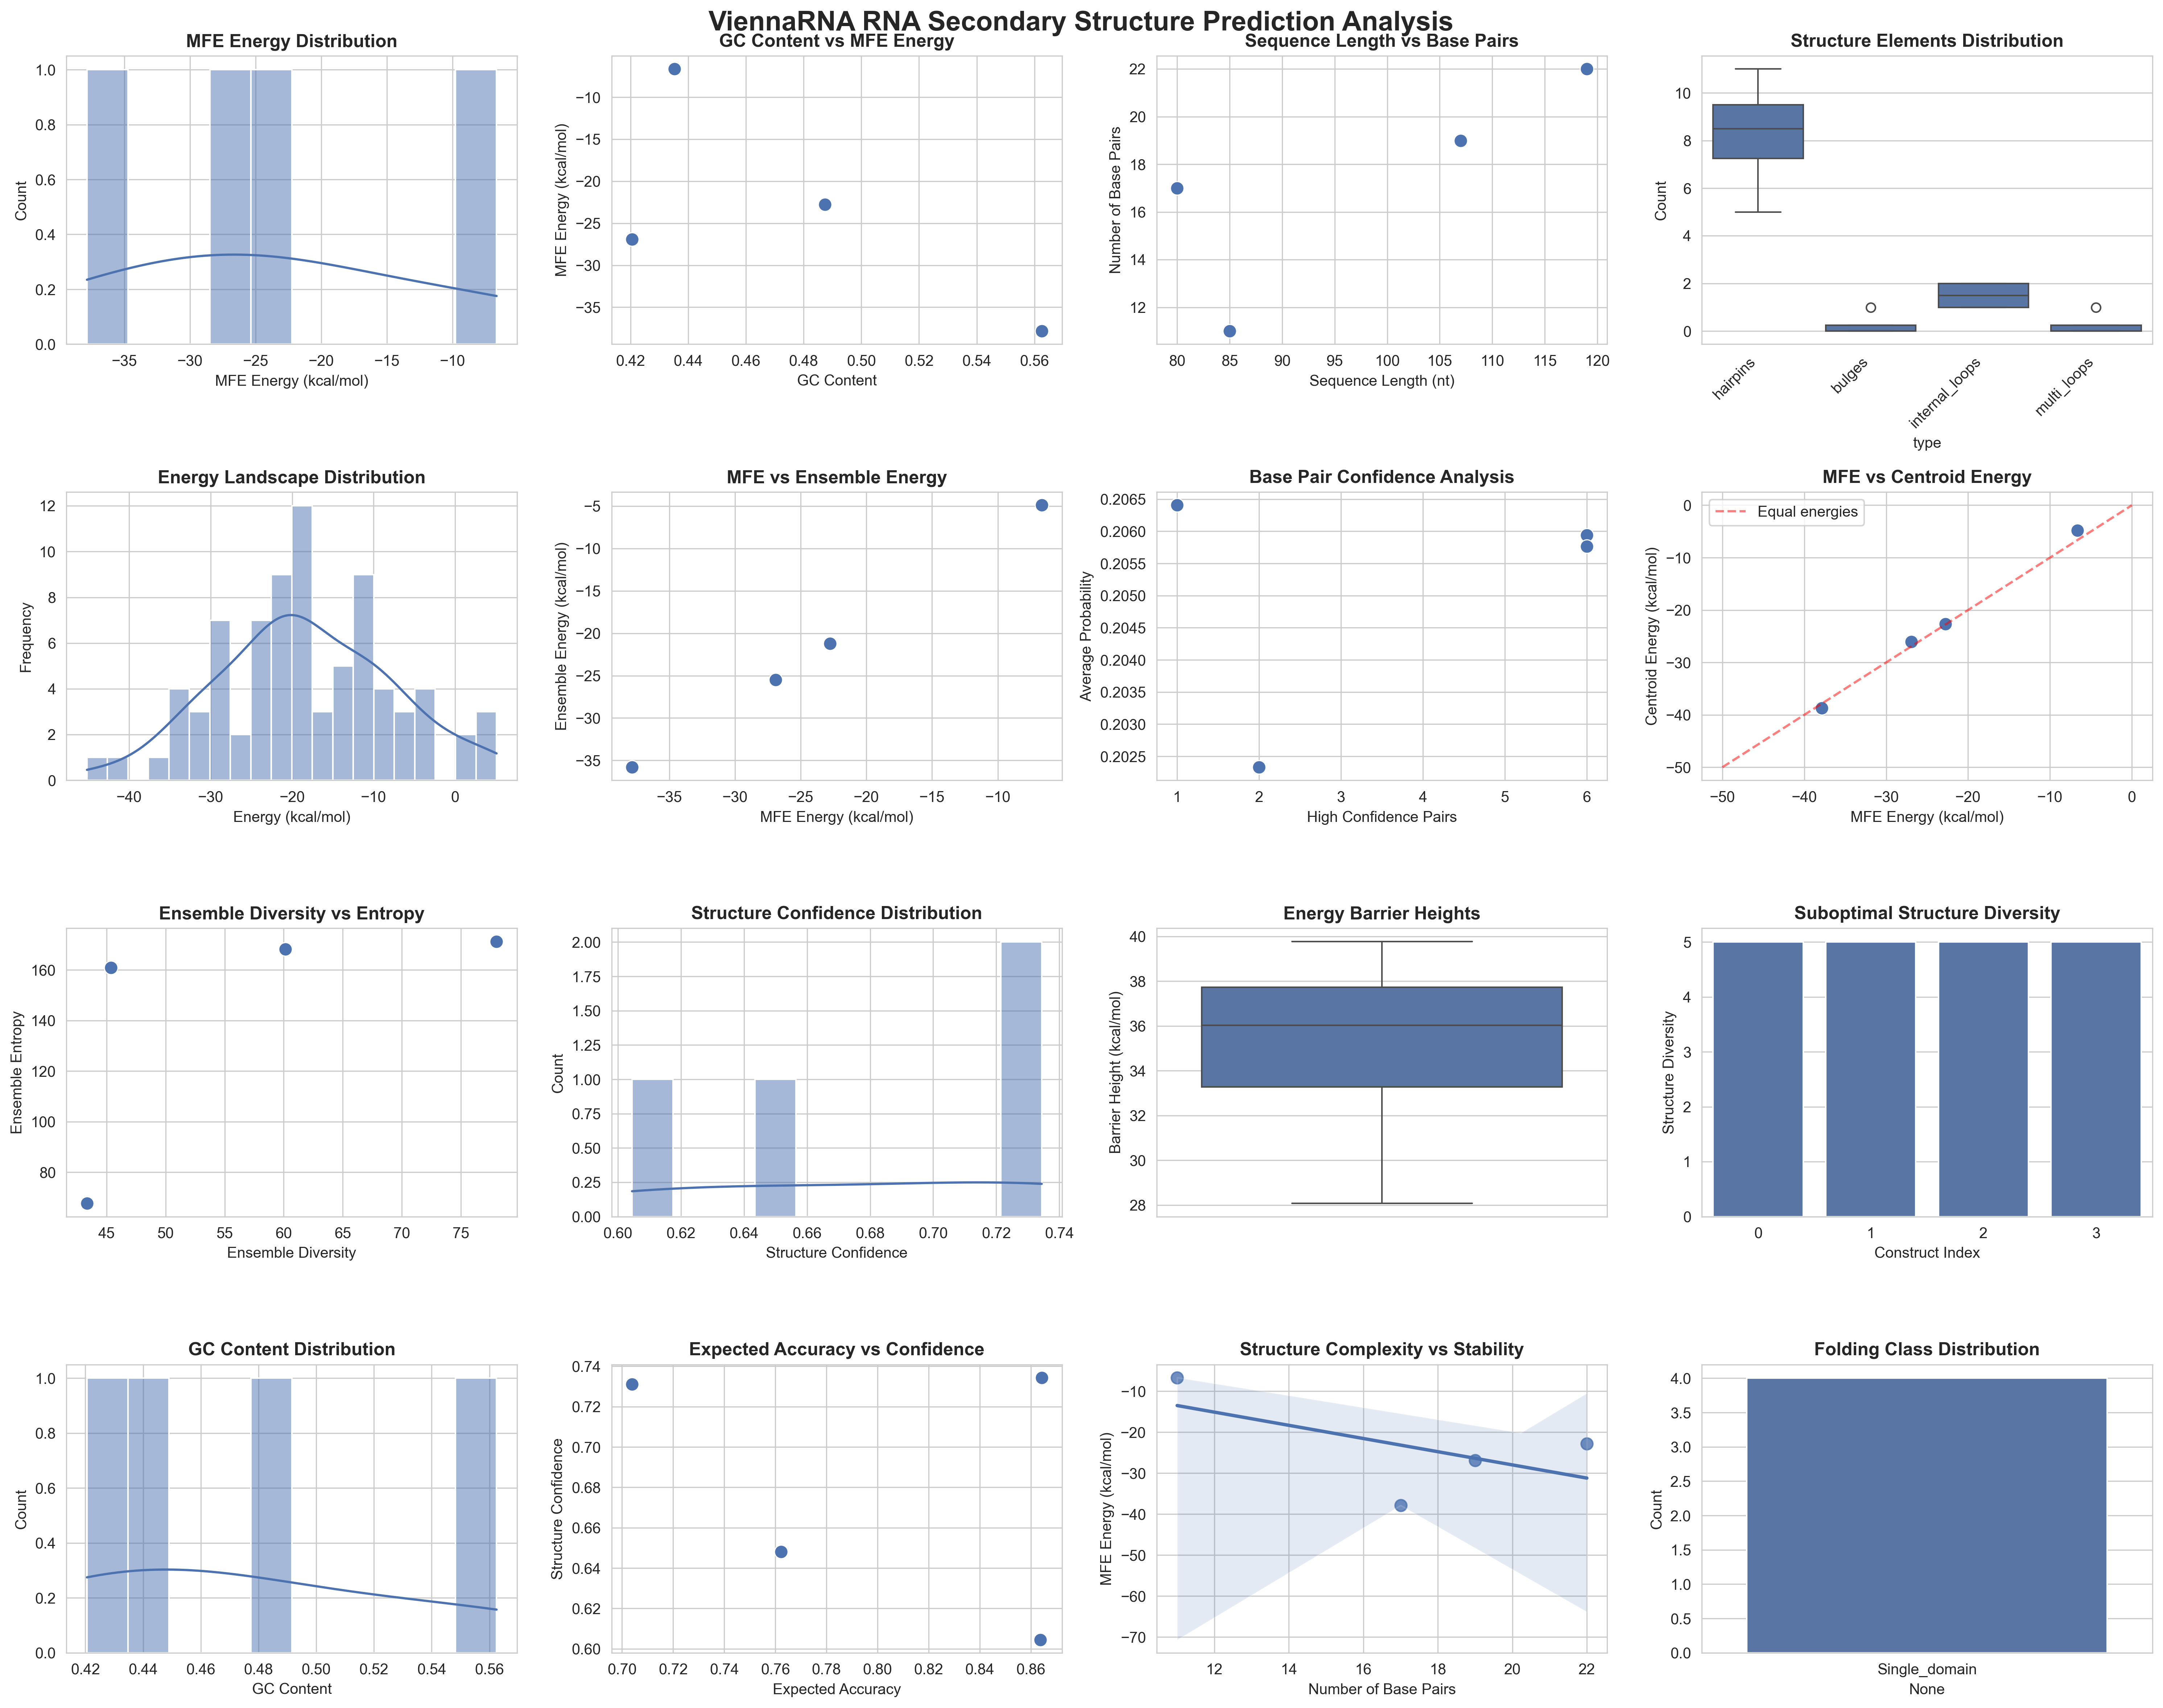 ViennaRNA RNA Secondary Structure Prediction Analysis
MFE Energy Distribution
1.0
0.8
0.6
0.4
0.2
0.0
Count
−35 −30 −25 −20 −15 −10
MFE Energy (kcal/mol)
GC Content vs MFE Energy
−10
−15
−20
−25
−30
−35
MFE Energy (kcal/mol)
0.42 0.44 0.46 0.48 0.50 0.52 0.54 0.56
GC Content
Sequence Length vs Base Pairs
22
20
18
16
14
12
Number of Base Pairs
80 85 90 95 100 105 110 115 120
Sequence Length (nt)
Structure Elements Distribution
10
8
6
4
2
0
Count
hairpins
bulges
internal_loops
multi_loops
type
Energy Landscape Distribution
12
10
8
6
4
2
0
Frequency
−40 −30 −20 −10 0
Energy (kcal/mol)
MFE vs Ensemble Energy
−5
−10
−15
−20
−25
−30
−35
Ensemble Energy (kcal/mol)
−35 −30 −25 −20 −15 −10
MFE Energy (kcal/mol)
Base Pair Confidence Analysis
0.2065
0.2060
0.2055
0.2050
0.2045
0.2040
0.2035
0.2030
0.2025
Average Probability
1 2 3 4 5 6
High Confidence Pairs
MFE vs Centroid Energy
Equal energies
0
−10
−20
−30
−40
−50
Centroid Energy (kcal/mol)
−50 −40 −30 −20 −10 0
MFE Energy (kcal/mol)
Ensemble Diversity vs Entropy
160
140
120
100
80
Ensemble Entropy
45 50 55 60 65 70 75
Ensemble Diversity
Structure Confidence Distribution
2.00
1.75
1.50
1.25
1.00
0.75
0.50
0.25
0.00
Count
0.60 0.62 0.64 0.66 0.68 0.70 0.72 0.74
Structure Confidence
Energy Barrier Heights
40
38
36
34
32
30
28
Barrier Height (kcal/mol)
Suboptimal Structure Diversity
5
4
3
2
1
0
Structure Diversity
0 1 2 3
Construct Index
GC Content Distribution
1.0
0.8
0.6
0.4
0.2
0.0
Count
0.42 0.44 0.46 0.48 0.50 0.52 0.54 0.56
GC Content
Expected Accuracy vs Confidence
0.74
0.72
0.70
0.68
0.66
0.64
0.62
0.60
Structure Confidence
0.70 0.72 0.74 0.76 0.78 0.80 0.82 0.84 0.86
Expected Accuracy
Structure Complexity vs Stability
−10
−20
−30
−40
−50
−60
−70
MFE Energy (kcal/mol)
12 14 16 18 20 22
Number of Base Pairs
Folding Class Distribution
4.0
3.5
3.0
2.5
2.0
1.5
1.0
0.5
0.0
Count
Single_domain
None